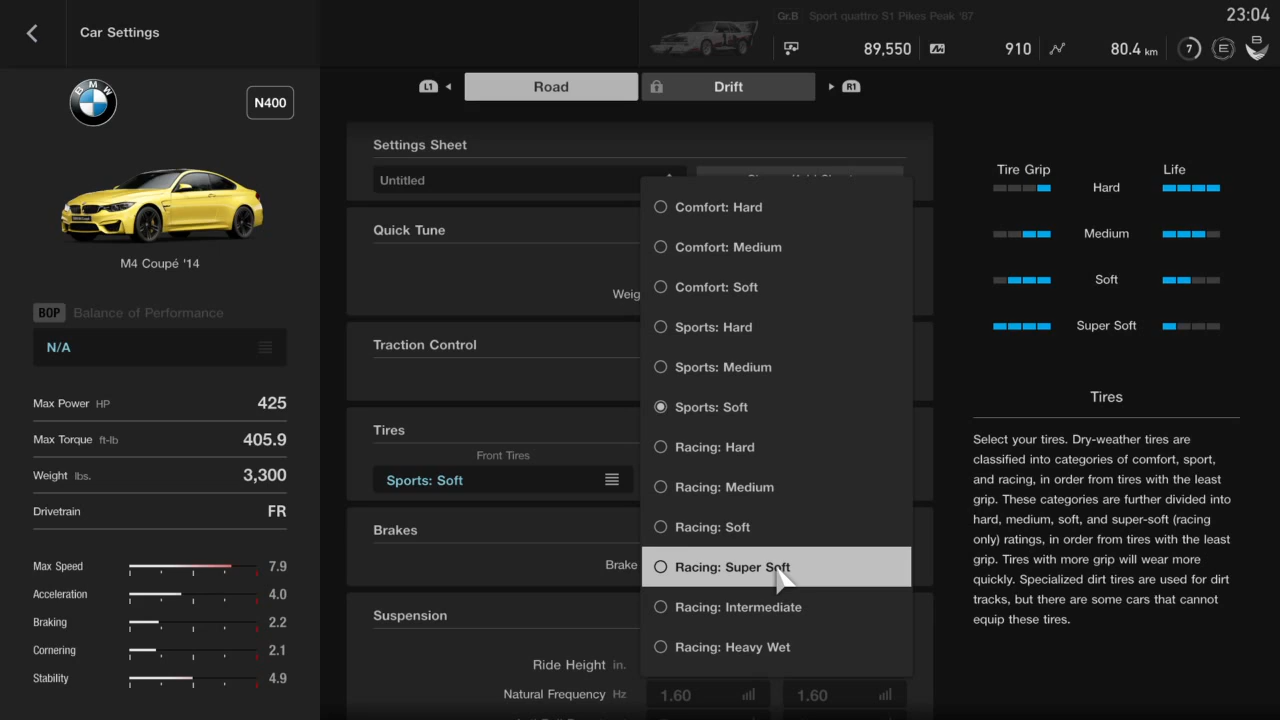 Car Settings
Gr.B Sport quattro S1 Pikes Peak '87
23:04
89,550
910
80.4 km
7
E
B
BMW
N400
L1
Road
Drift
R1
M4 Coupé '14
BOP Balance of Performance
N/A
Max Power HP 425
Max Torque ft-lb 405.9
Weight lbs. 3,300
Drivetrain FR
Max Speed 7.9
Acceleration 4.0
Braking 2.2
Cornering 2.1
Stability 4.9
Settings Sheet
Untitled
Quick Tune
Weig
Traction Control
Tires
Front Tires
Sports: Soft
Brakes
Brake
Suspension
Ride Height in.
Natural Frequency Hz 1.60 1.60
Comfort: Hard
Comfort: Medium
Comfort: Soft
Sports: Hard
Sports: Medium
Sports: Soft
Racing: Hard
Racing: Medium
Racing: Soft
Racing: Super Soft
Racing: Intermediate
Racing: Heavy Wet
Tire Grip Life
Hard
Medium
Soft
Super Soft
Tires
Select your tires. Dry-weather tires are
classified into categories of comfort, sport,
and racing, in order from tires with the least
grip. These categories are further divided into
hard, medium, soft, and super-soft (racing
only) ratings, in order from tires with the least
grip. Tires with more grip will wear more
quickly. Specialized dirt tires are used for dirt
tracks, but there are some cars that cannot
equip these tires.